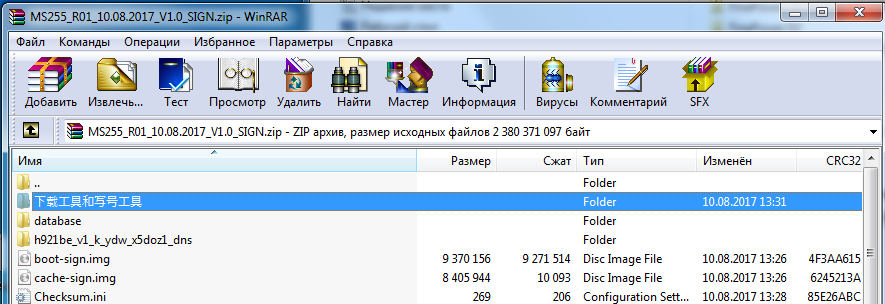 MS255_R01_10.08.2017_V1.0_SIGN.zip - WinRAR
Файл Команды Операции Избранное Параметры Справка
Добавить Извлечь... Тест Просмотр Удалить Найти Мастер Информация Вирусы Комментарий SFX
MS255_R01_10.08.2017_V1.0_SIGN.zip - ZIP архив, размер исходных файлов 2 380 371 097 байт
Имя Размер Сжат Тип Изменён CRC32
.. Folder
下载工具和写号工具 Folder 10.08.2017 13:31
database Folder
h921be_v1_k_ydw_x5doz1_dns Folder
boot-sign.img 9 370 156 9 271 514 Disc Image File 10.08.2017 13:26 4F3AA615
cache-sign.img 8 405 944 10 093 Disc Image File 10.08.2017 13:26 6245213A
Checksum.ini 269 206 Configuration Sett... 10.08.2017 13:28 85E26ABC